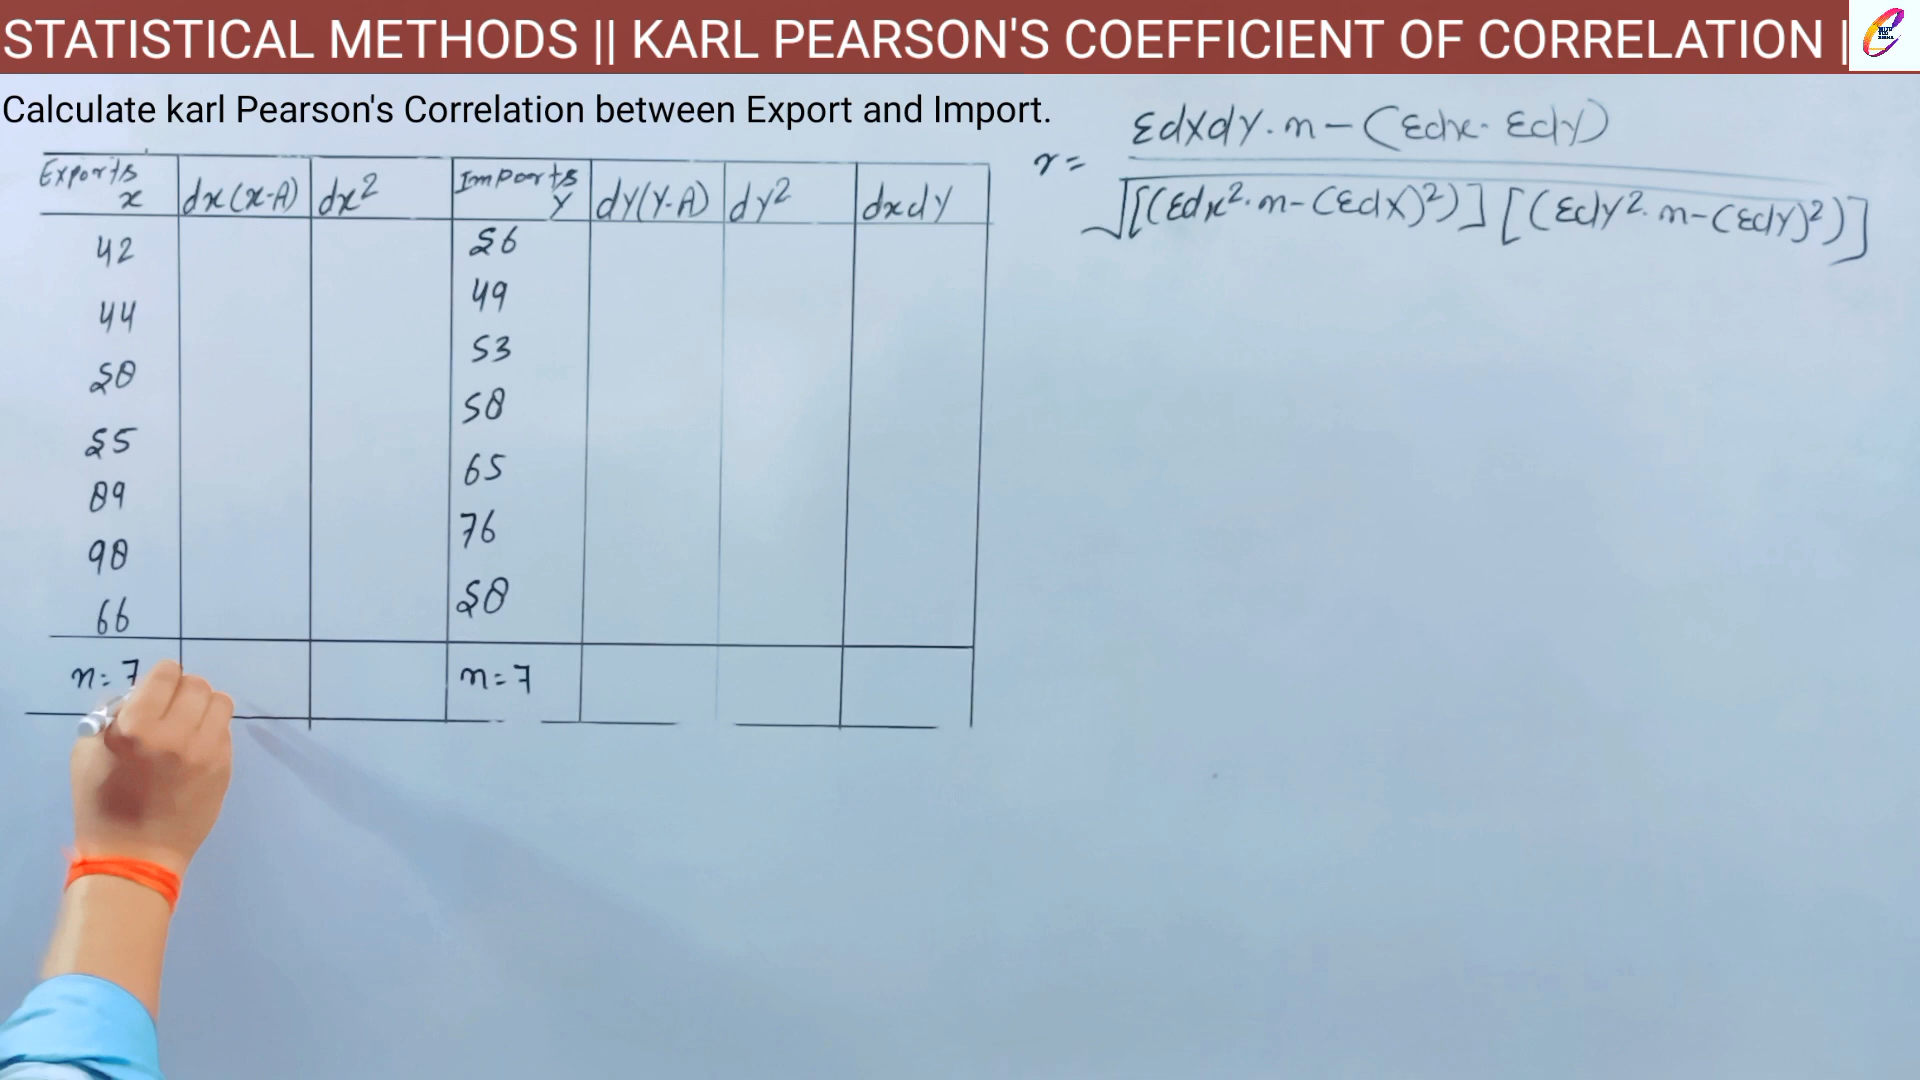 STATISTICAL METHODS || KARL PEARSON'S COEFFICIENT OF CORRELATION |
Calculate karl Pearson's Correlation between Export and Import.
r = Σdxdy.n-(Σdx.Σdy)
√[(Σdx².n-(Σdx)²)] [(Σdy².n-(Σdy)²)]
Exports x dx(x-A) dx² Imports Y dY(Y-A) dy² dxdy
42 56
44 49
58 53
55 58
89 65
98 76
66 58
n=7 n=7